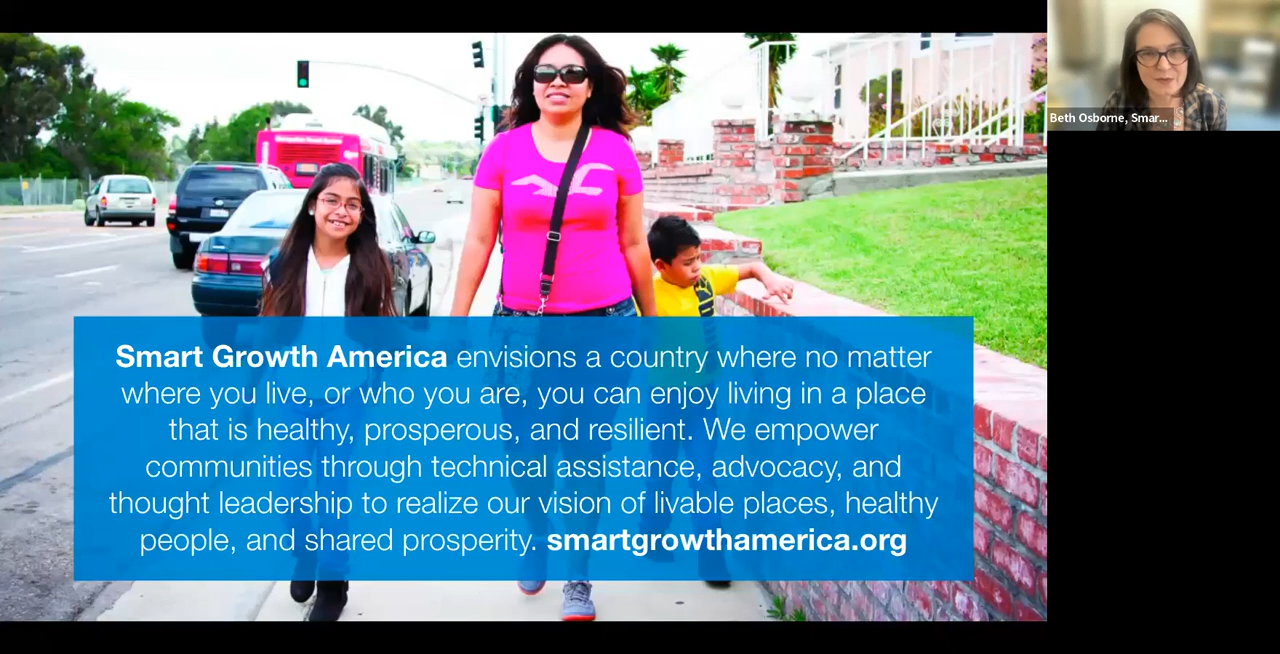 Beth Osborne, Smar...
Smart Growth America envisions a country where no matter
where you live, or who you are, you can enjoy living in a place
that is healthy, prosperous, and resilient. We empower
communities through technical assistance, advocacy, and
thought leadership to realize our vision of livable places, healthy
people, and shared prosperity. smartgrowthamerica.org